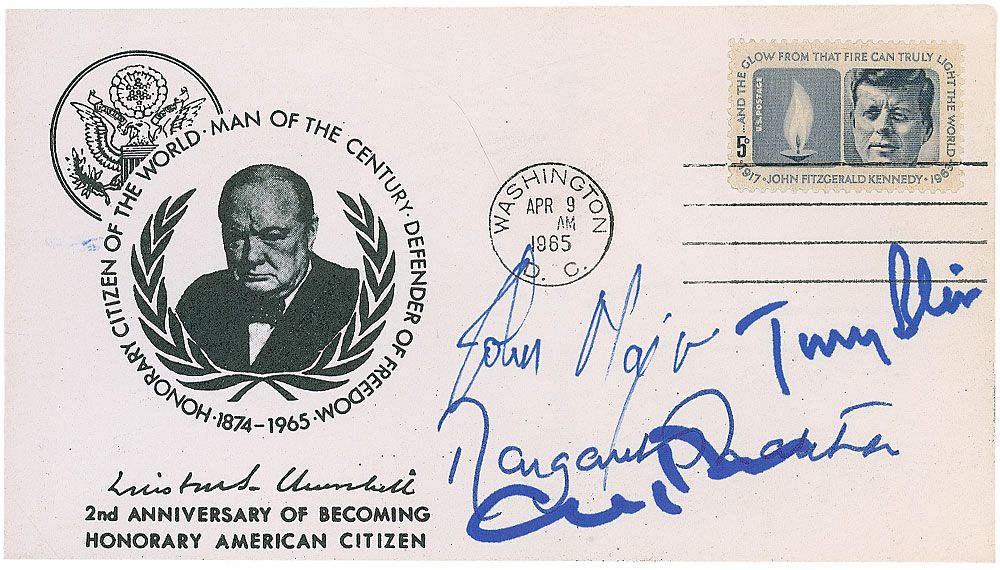 ...AND THE GLOW FROM THAT FIRE CAN TRULY LIGHT THE WORLD
U.S. POSTAGE
5¢
1917 · JOHN FITZGERALD KENNEDY · 1963
HONORARY CITIZEN OF THE WORLD · MAN OF THE CENTURY · DEFENDER OF FREEDOM ·
1874-1965
WASHINGTON
APR 9
AM
1965
D. C.
John Major
Tony Blair
Margaret Thatcher
Winston S. Churchill
2nd ANNIVERSARY OF BECOMING
HONORARY AMERICAN CITIZEN